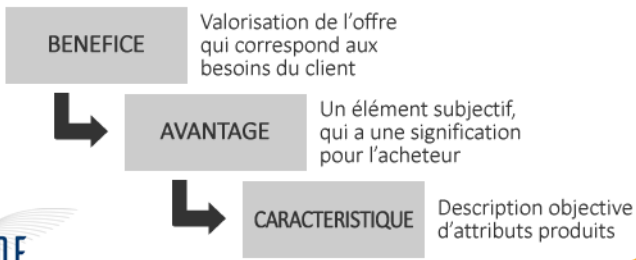 BENEFICE
Valorisation de l'offre
qui correspond aux
besoins du client
AVANTAGE
Un élément subjectif,
qui a une signification
pour l'acheteur
CARACTERISTIQUE
Description objective
d'attributs produits